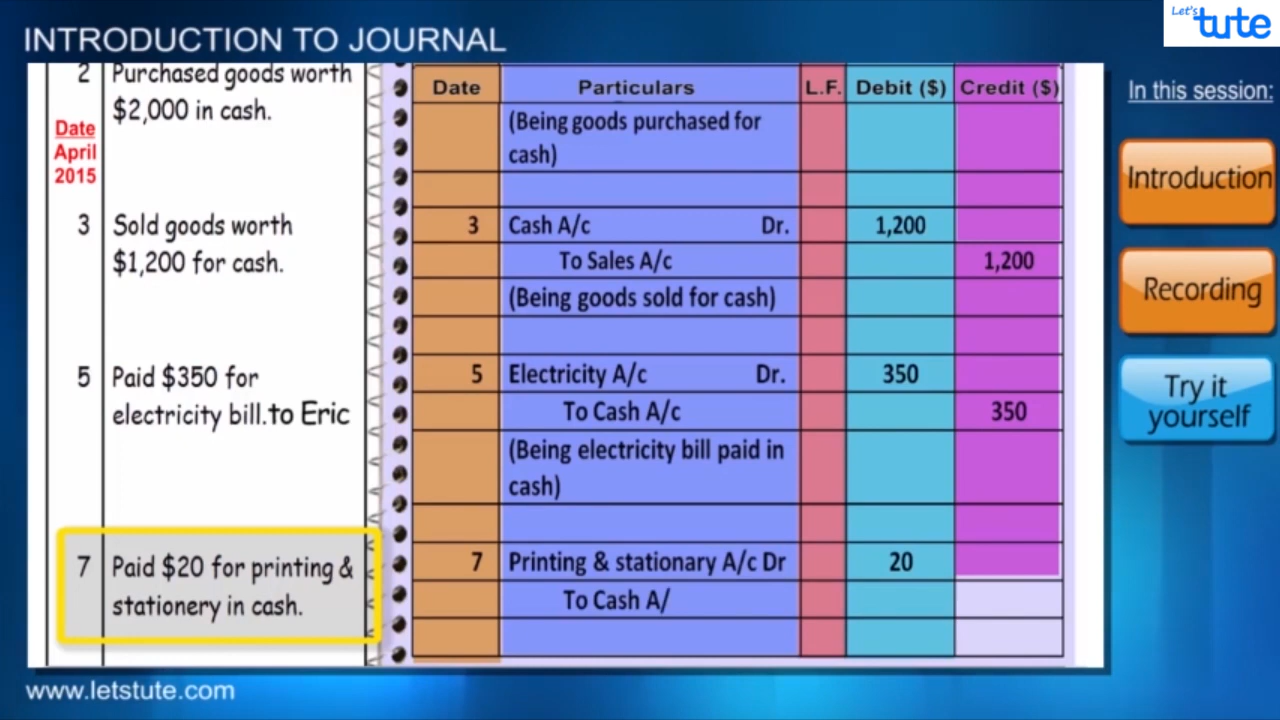 Let's
tute
INTRODUCTION TO JOURNAL
2 Purchased goods worth
$2,000 in cash.
Date
April
2015
3 Sold goods worth
$1,200 for cash.
5 Paid $350 for
electricity bill.to Eric
7 Paid $20 for printing &
stationery in cash.
Date Particulars L.F. Debit ($) Credit ($)
(Being goods purchased for
cash)
3 Cash A/c Dr. 1,200
To Sales A/c 1,200
(Being goods sold for cash)
5 Electricity A/c Dr. 350
To Cash A/c 350
(Being electricity bill paid in
cash)
7 Printing & stationary A/c Dr 20
To Cash A/
In this session:
Introduction
Recording
Try it
yourself
www.letstute.com